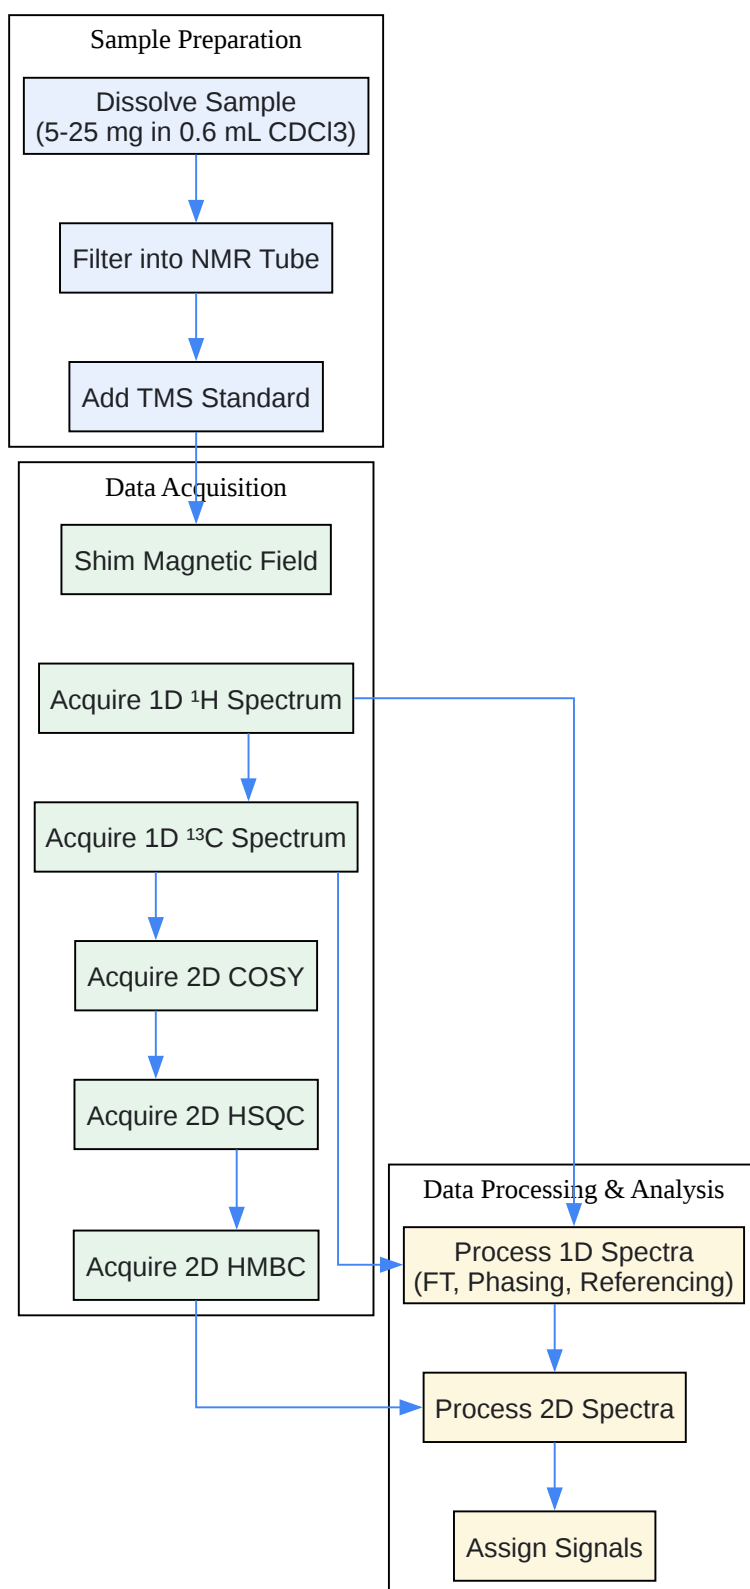 Sample Preparation
Dissolve Sample
(5-25 mg in 0.6 mL CDCl3)
Filter into NMR Tube
Add TMS Standard
Data Acquisition
Shim Magnetic Field
Acquire 1D ¹H Spectrum
Acquire 1D ¹³C Spectrum
Acquire 2D COSY
Acquire 2D HSQC
Acquire 2D HMBC
Data Processing & Analysis
Process 1D Spectra
(FT, Phasing, Referencing)
Process 2D Spectra
Assign Signals